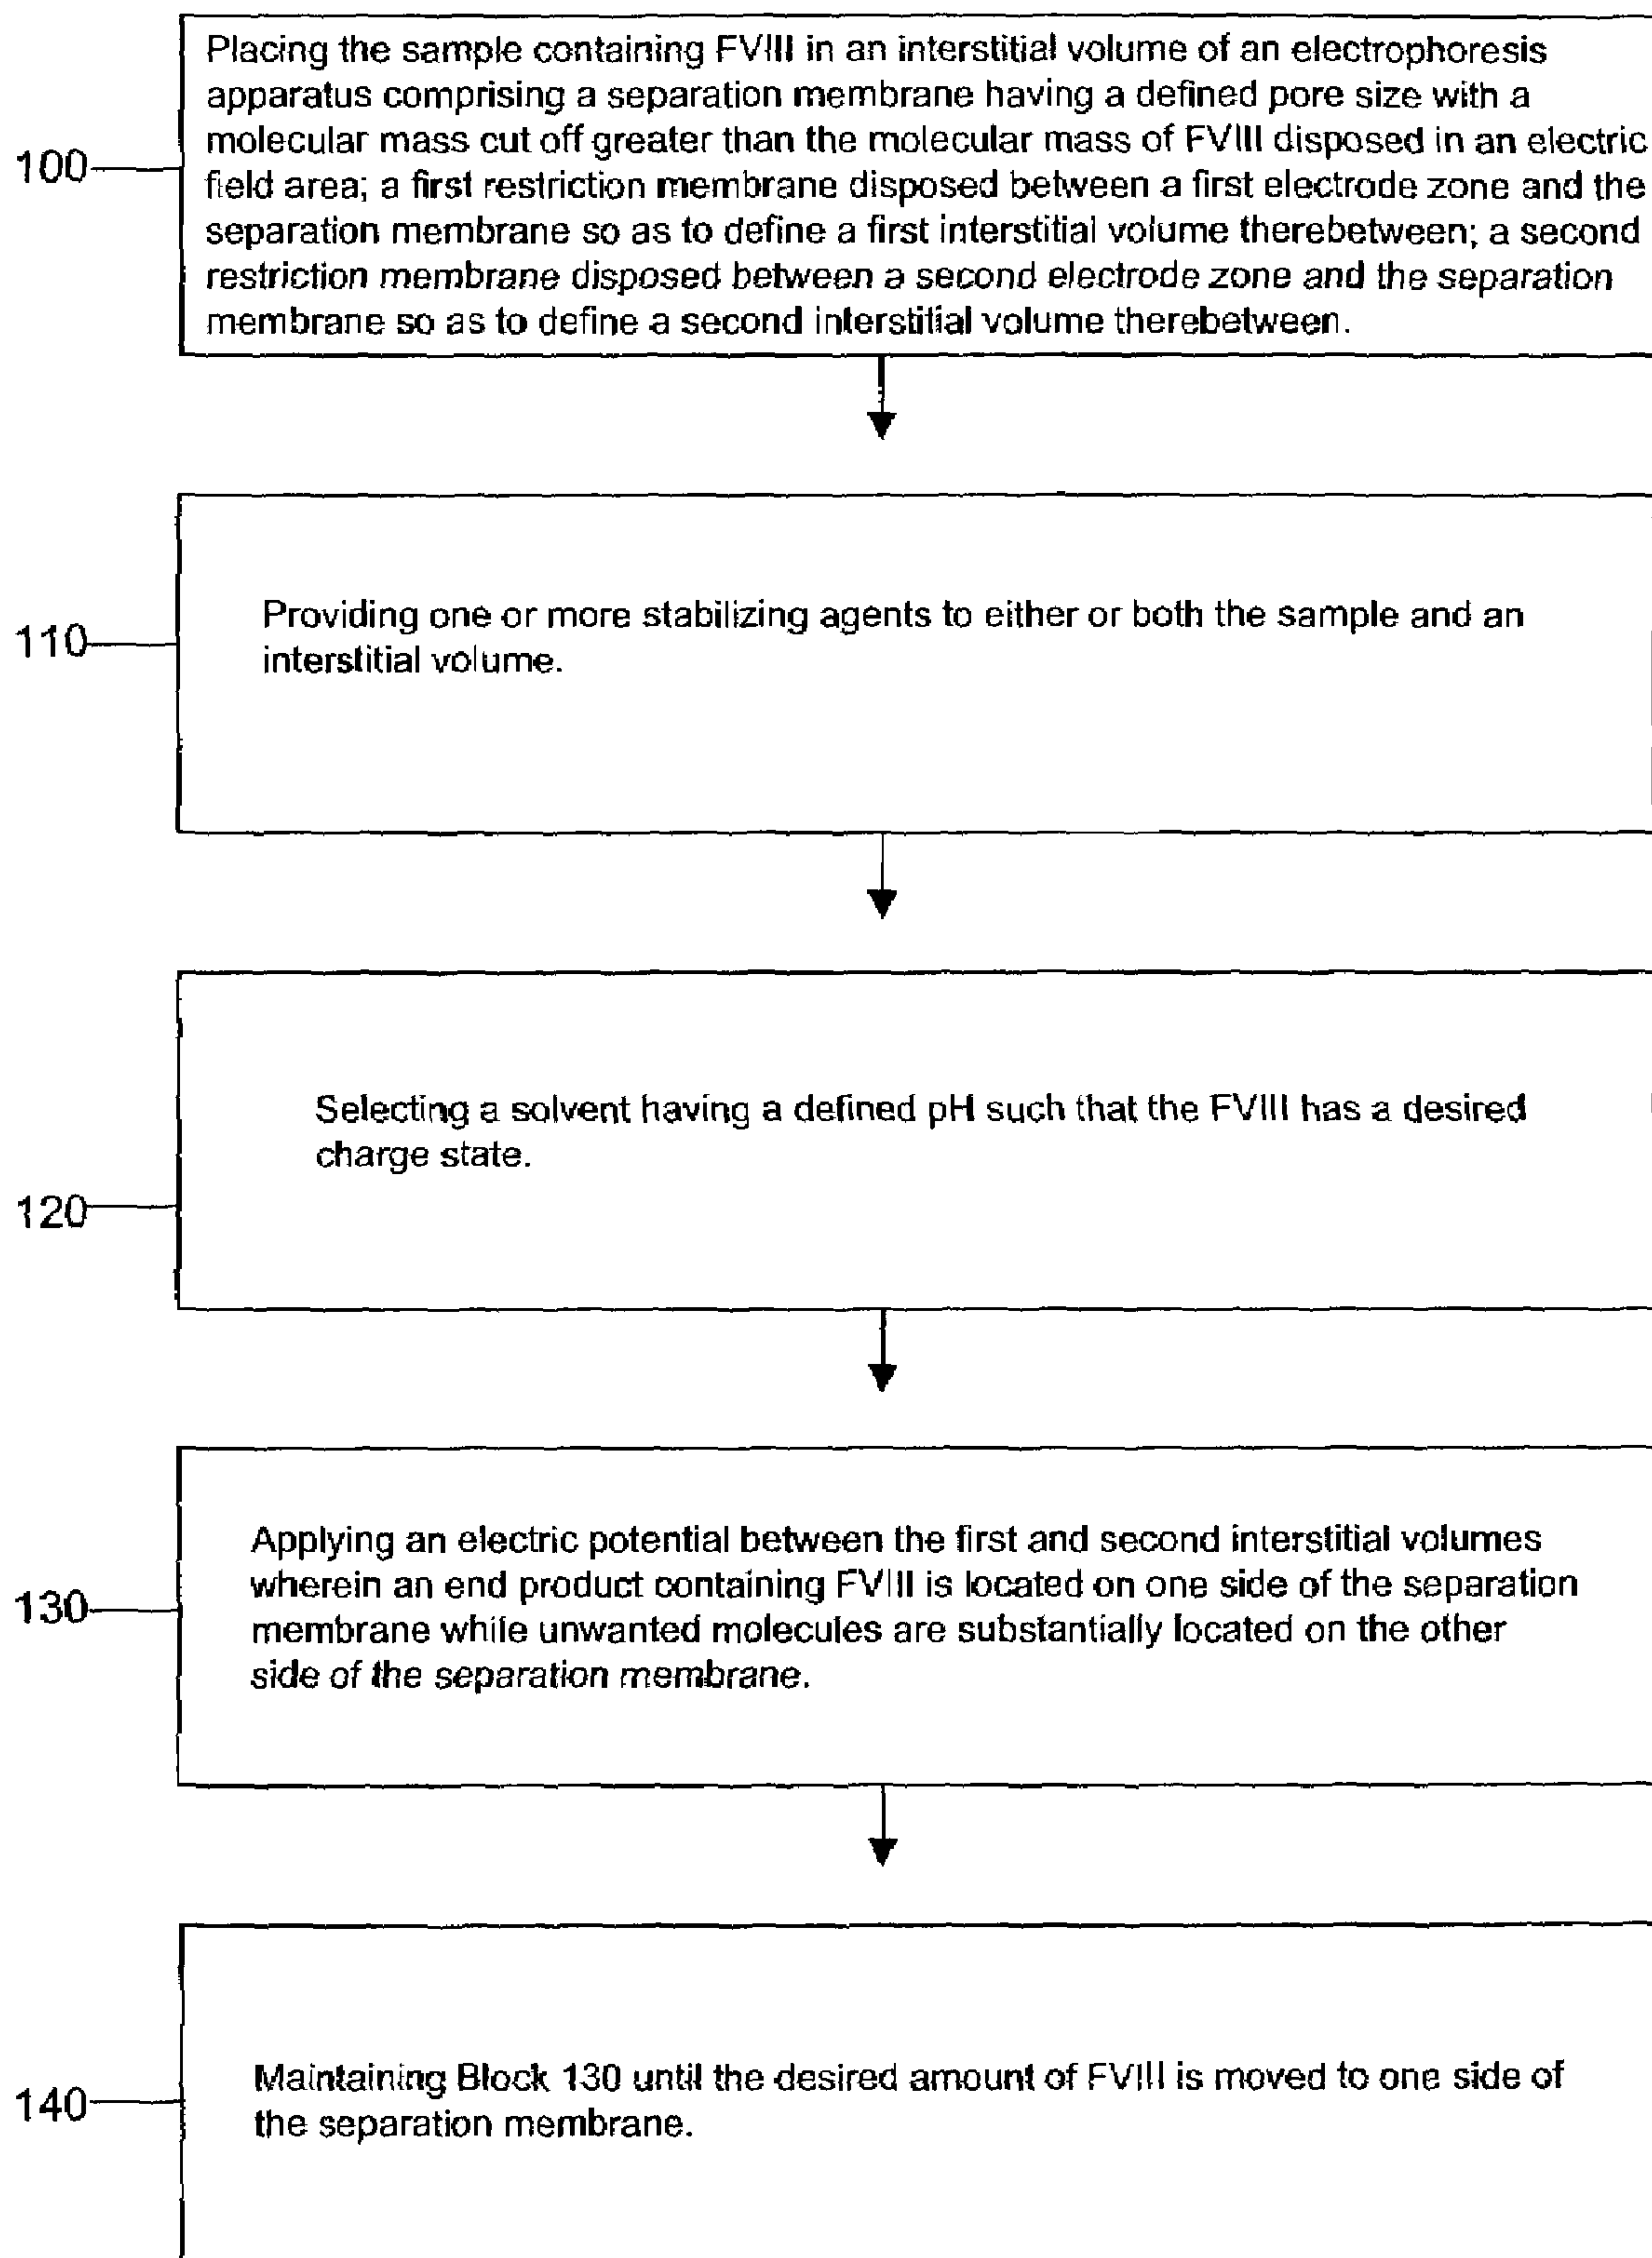 Placing the sample containing FVIII in an interstitial volume of an electrophoresis
apparatus comprising a separation membrane having a defined pore size with a
molecular mass cut off greater than the molecular mass of FVIII disposed in an electric
field area; a first restriction membrane disposed between a first electrode zone and the
separation membrane so as to define a first interstitial volume therebetween; a second
restriction membrane disposed between a second electrode zone and the separation
membrane so as to define a second interstitial volume therebetween.
100
Providing one or more stabilizing agents to either or both the sample and an
interstitial volume.
110
Selecting a solvent having a defined pH such that the FVIII has a desired
charge state.
120
Applying an electric potential between the first and second interstitial volumes
wherein an end product containing FVIII is located on one side of the separation
membrane while unwanted molecules are substantially located on the other
side of the separation membrane.
130
Maintaining Block 130 until the desired amount of FVIII is moved to one side of
the separation membrane.
140